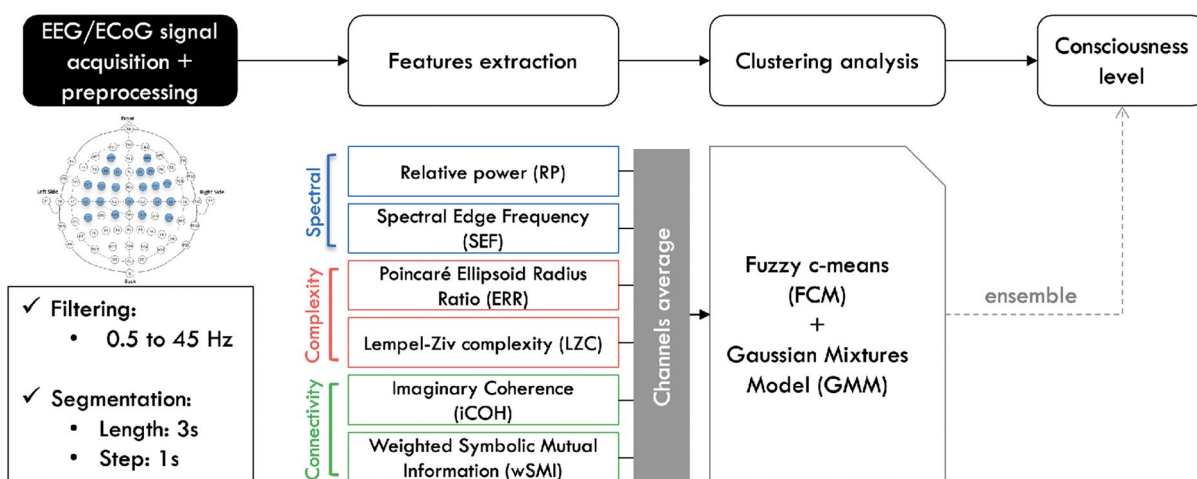 EEG/ECoG signal
acquisition +
preprocessing
Features extraction
Clustering analysis
Consciousness
level
Front
Left Side
Right Side
Back
✓ Filtering:
• 0.5 to 45 Hz
✓ Segmentation:
• Length: 3s
• Step: 1s
Spectral
Relative power (RP)
Spectral Edge Frequency
(SEF)
Complexity
Poincaré Ellipsoid Radius
Ratio (ERR)
Lempel-Ziv complexity (LZC)
Connectivity
Imaginary Coherence
(iCOH)
Weighted Symbolic Mutual
Information (wSMI)
Channels average
Fuzzy c-means
(FCM)
+
Gaussian Mixtures
Model (GMM)
ensemble